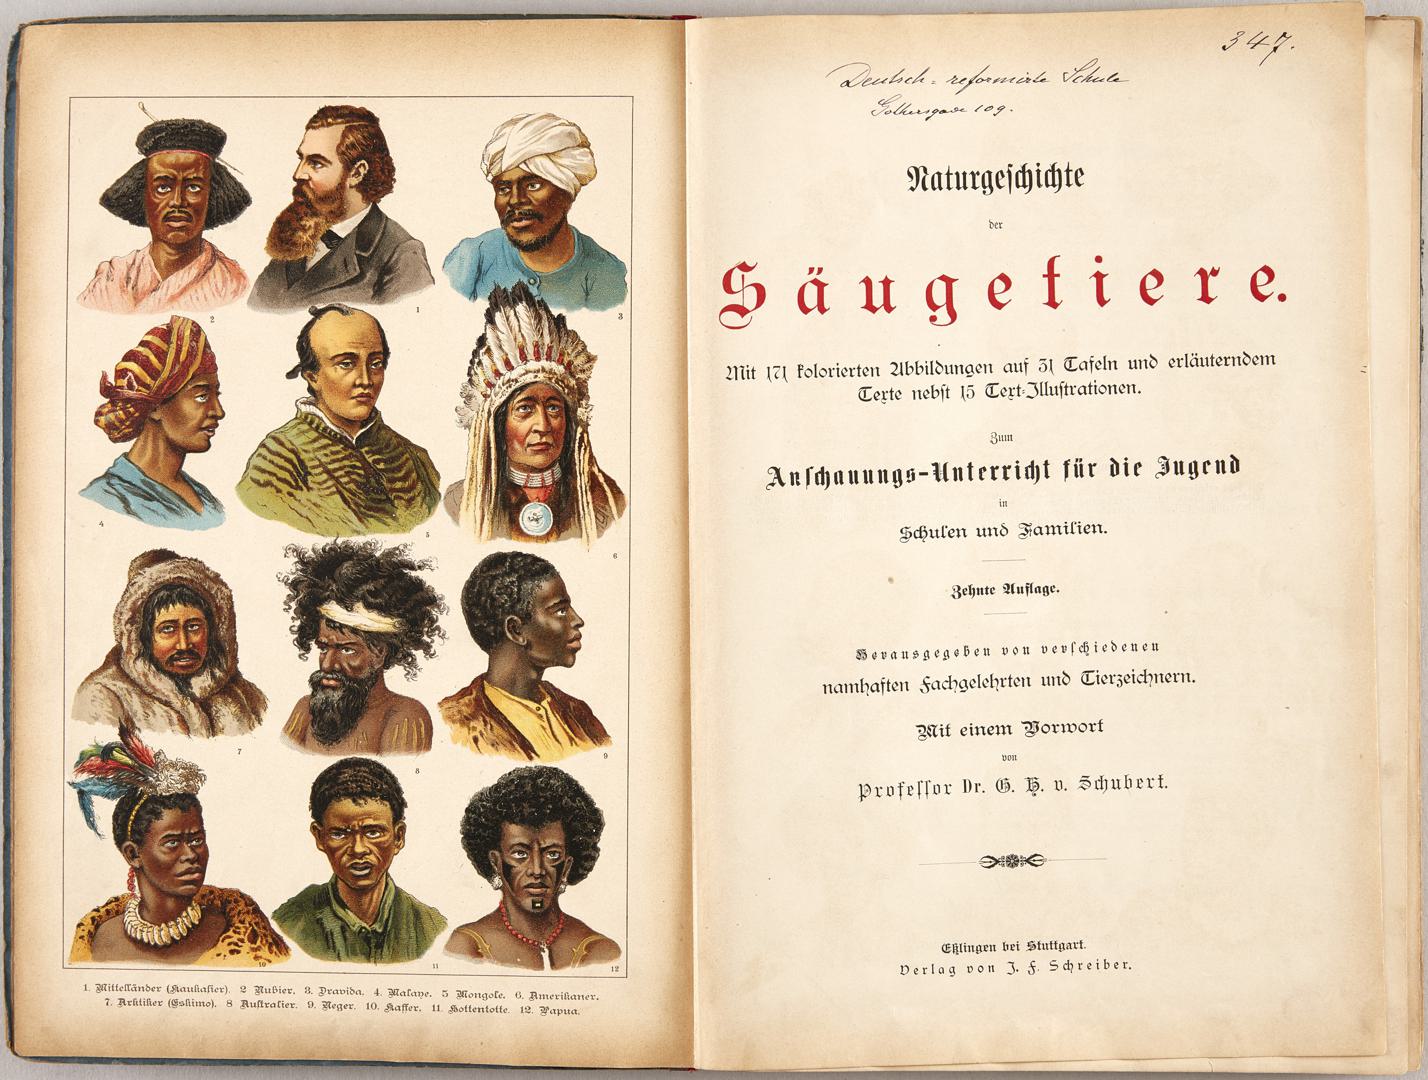 2
1
3
4
5
6
7
8
9
10
11
12
1. Mittelländer (Kaukasier). 2 Nubier. 3. Dravida. 4. Malaye. 5 Mongole. 6. Amerikaner.
7. Arktiker (Eskimo). 8 Australier. 9. Neger. 10. Kaffer. 11. Hottentotte. 12. Papua.
347.
Deutsch-reformirte Schule
Gothersgade 109.
Naturgeschichte
der
Säugetiere.
Mit 171 kolorierten Abbildungen auf 31 Tafeln und erläuterndem
Texte nebst 15 Text-Illustrationen.
Zum
Anschauungs-Unterricht für die Jugend
in
Schulen und Familien.
Zehnte Auflage.
Herausgegeben von verschiedenen
namhaften Fachgelehrten und Tierzeichnern.
Mit einem Vorwort
von
Professor Dr. G. H. v. Schubert.
Eßlingen bei Stuttgart.
Verlag von J. F. Schreiber.